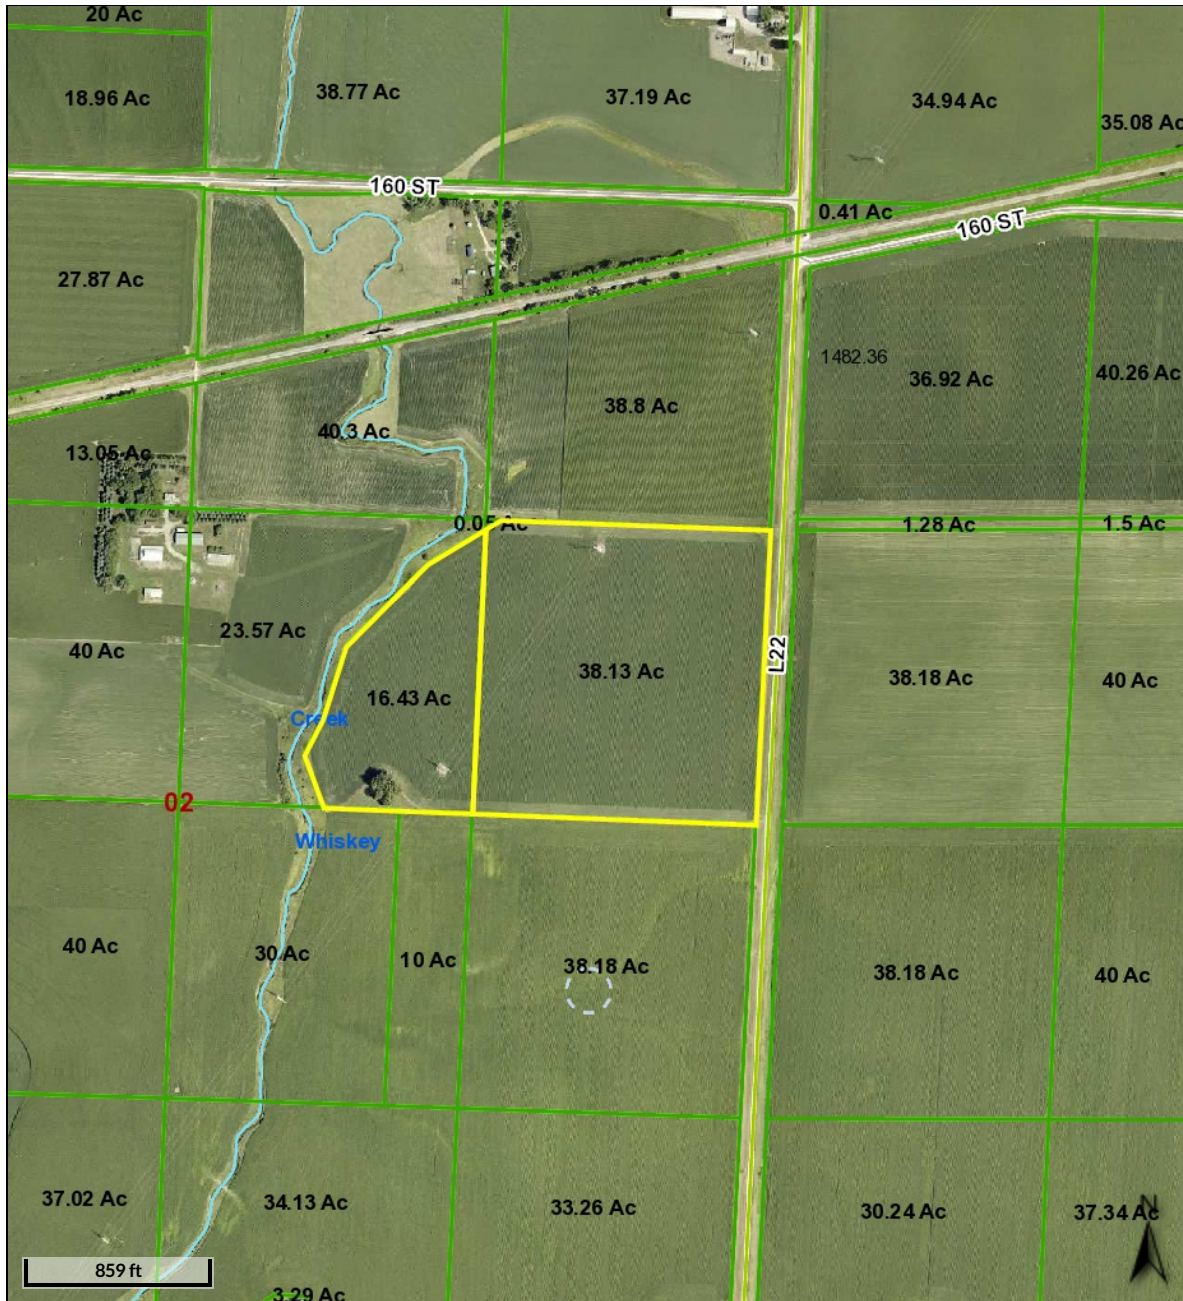 20 Ac
18.96 Ac
38.77 Ac
37.19 Ac
34.94 Ac
35.08 Ac
160 ST
0.41 Ac
160 ST
27.87 Ac
1482.36
36.92 Ac
40.26 Ac
38.8 Ac
40.3 Ac
13.05 Ac
0.05 Ac
1.28 Ac
1.5 Ac
23.57 Ac
40 Ac
L22
38.13 Ac
16.43 Ac
38.18 Ac
40 Ac
Creek
02
Whiskey
40 Ac
30 Ac
10 Ac
38.18 Ac
38.18 Ac
40 Ac
37.02 Ac
34.13 Ac
33.26 Ac
30.24 Ac
37.34 Ac
N
859 ft
3.29 Ac